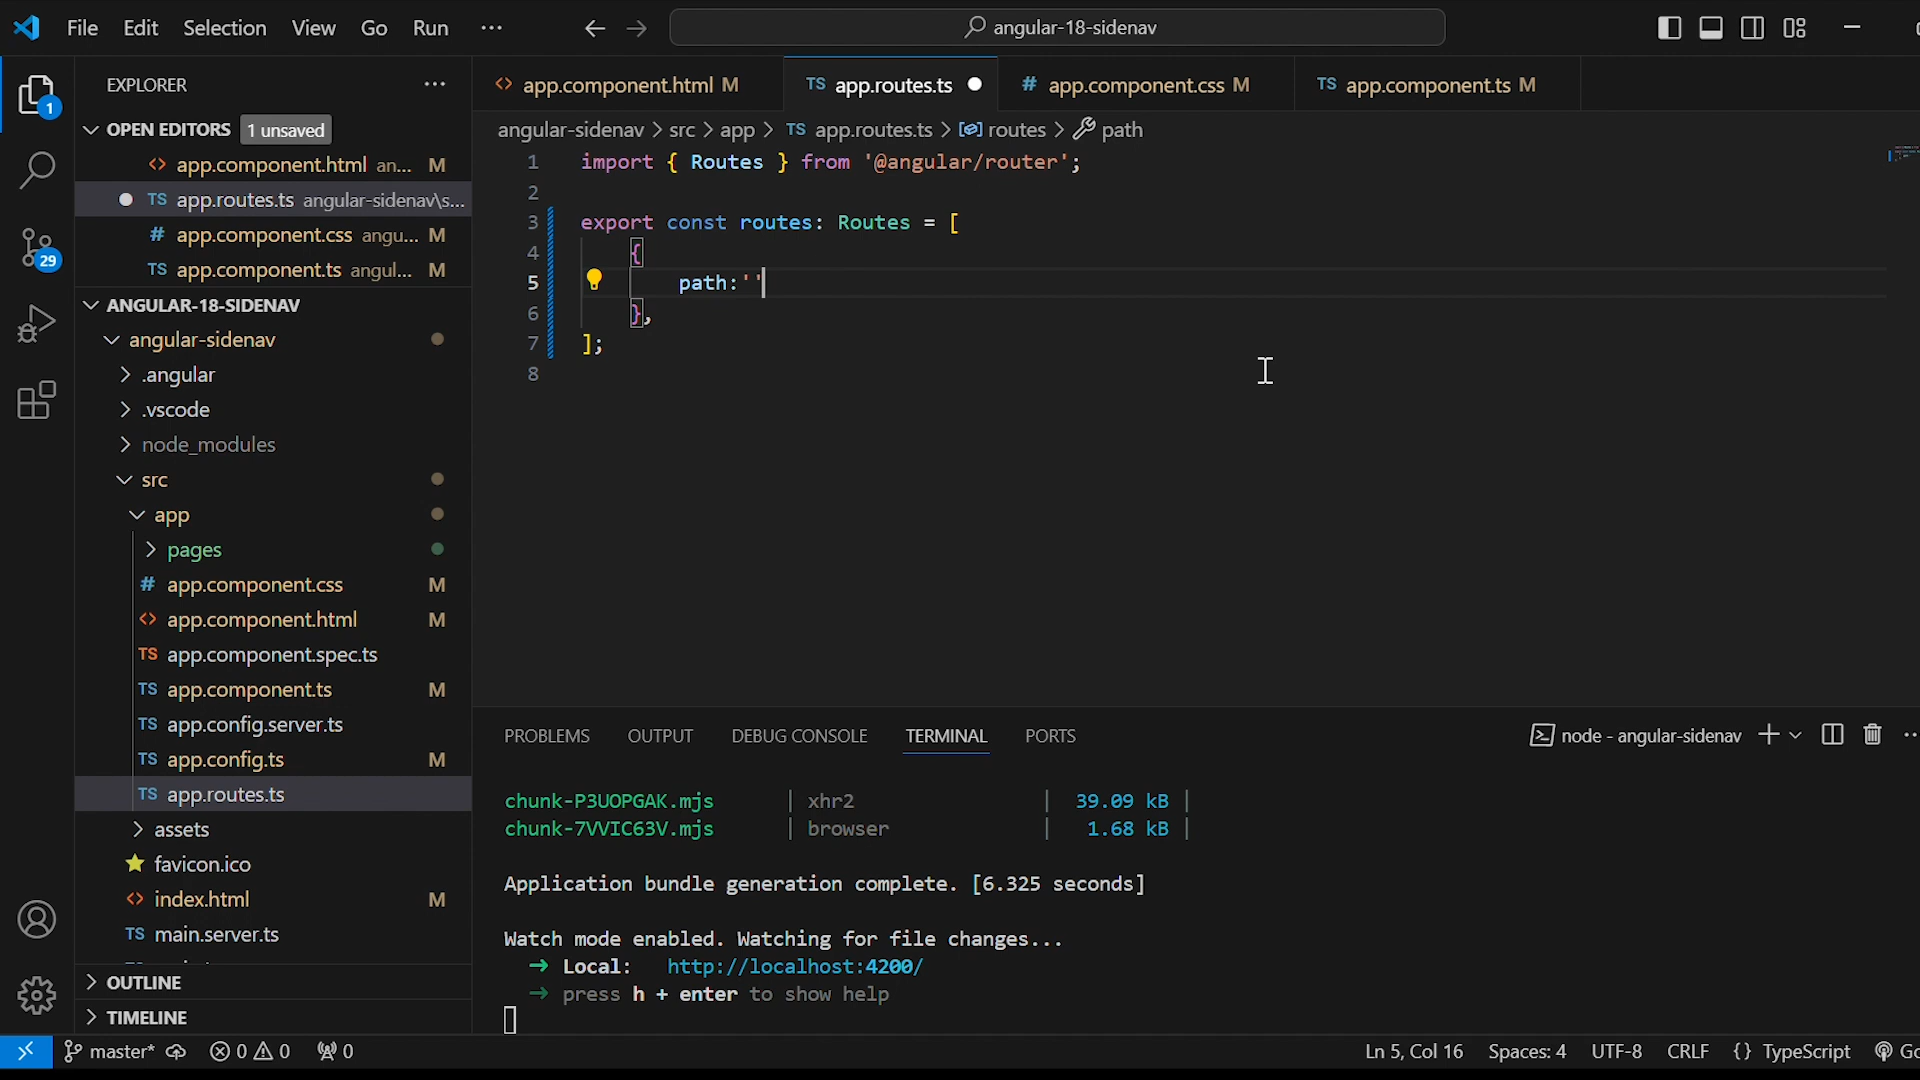 File Edit Selection View Go Run ···
angular-18-sidenav
EXPLORER
OPEN EDITORS 1 unsaved
app.component.html an... M
TS app.routes.ts angular-sidenav\s...
# app.component.css angu... M
TS app.component.ts angul... M
ANGULAR-18-SIDENAV
angular-sidenav
.angular
.vscode
node_modules
src
app
pages
# app.component.css M
<> app.component.html M
TS app.component.spec.ts
TS app.component.ts M
TS app.config.server.ts
TS app.config.ts M
TS app.routes.ts
assets
favicon.ico
<> index.html M
TS main.server.ts
OUTLINE
TIMELINE
1
29
<> app.component.html M
TS app.routes.ts
# app.component.css M
TS app.component.ts M
angular-sidenav > src > app > TS app.routes.ts > routes > path
1 import { Routes } from '@angular/router';
2
3 export const routes: Routes = [
4 {
5 path:''
6 },
7 ];
8
PROBLEMS OUTPUT DEBUG CONSOLE TERMINAL PORTS
node - angular-sidenav
chunk-P3UOPGAK.mjs | xhr2 | 39.09 kB |
chunk-7VVIC63V.mjs | browser | 1.68 kB |
Application bundle generation complete. [6.325 seconds]
Watch mode enabled. Watching for file changes...
➜ Local: http://localhost:4200/
➜ press h + enter to show help
master* 0 0 0
Ln 5, Col 16 Spaces: 4 UTF-8 CRLF {} TypeScript Go